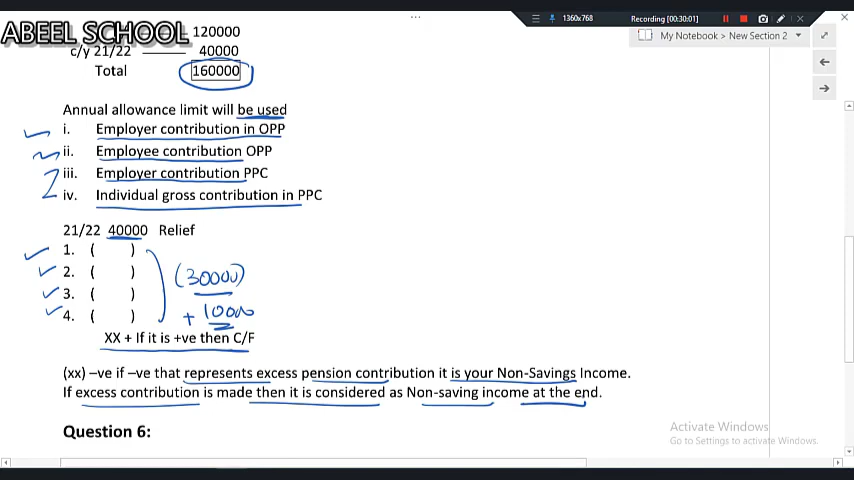 1360x768
Recording [00:30:01]
ABEEL SCHOOL
My Notebook > New Section 2
120000
c/y 21/22 40000
Total 160000
Annual allowance limit will be used
i. Employer contribution in OPP
ii. Employee contribution OPP
iii. Employer contribution PPC
iv. Individual gross contribution in PPC
21/22 40000 Relief
1. ( )
2. ( )
3. ( )
4. ( )
(30000)
+ 10000
XX + If it is +ve then C/F
(xx) –ve if –ve that represents excess pension contribution it is your Non-Savings Income.
If excess contribution is made then it is considered as Non-saving income at the end.
Question 6:
Activate Windows
Go to Settings to activate Windows.